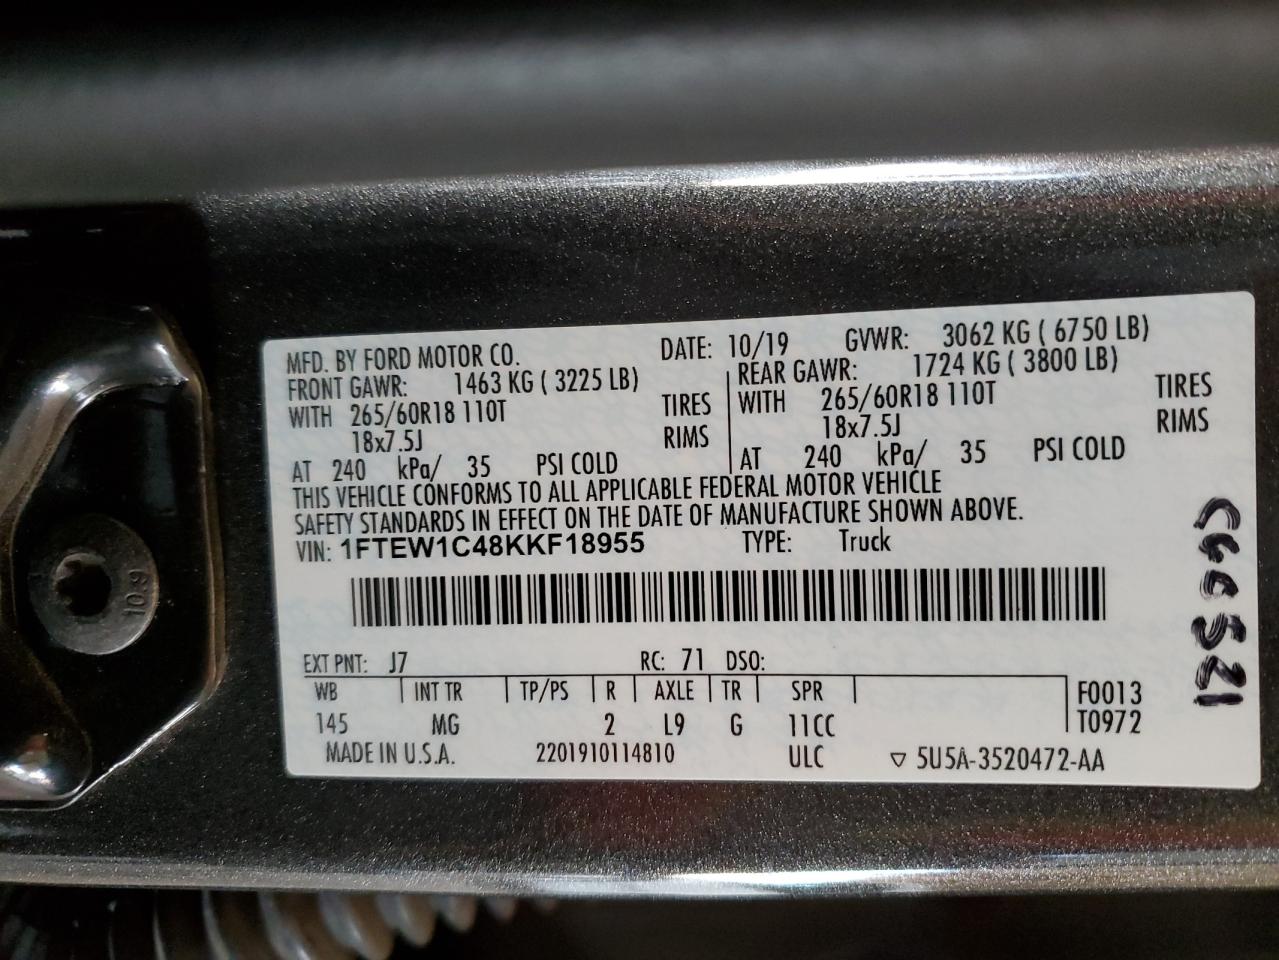 MFD. BY FORD MOTOR CO. DATE: 10/19 GVWR: 3062 KG ( 6750 LB)
FRONT GAWR: 1463 KG ( 3225 LB) REAR GAWR: 1724 KG ( 3800 LB)
WITH 265/60R18 110T TIRES WITH 265/60R18 110T TIRES
18x7.5J RIMS 18x7.5J RIMS
AT 240 kPa/ 35 PSI COLD AT 240 kPa/ 35 PSI COLD
THIS VEHICLE CONFORMS TO ALL APPLICABLE FEDERAL MOTOR VEHICLE
SAFETY STANDARDS IN EFFECT ON THE DATE OF MANUFACTURE SHOWN ABOVE.
VIN: 1FTEW1C48KKF18955 TYPE: Truck
EXT PNT: J7 RC: 71 DSO:
WB INT TR TP/PS R AXLE TR SPR F0013
145 MG 2 L9 G 11CC T0972
MADE IN U.S.A. 2201910114810 ULC ▽ 5U5A-3520472-AA
10.9